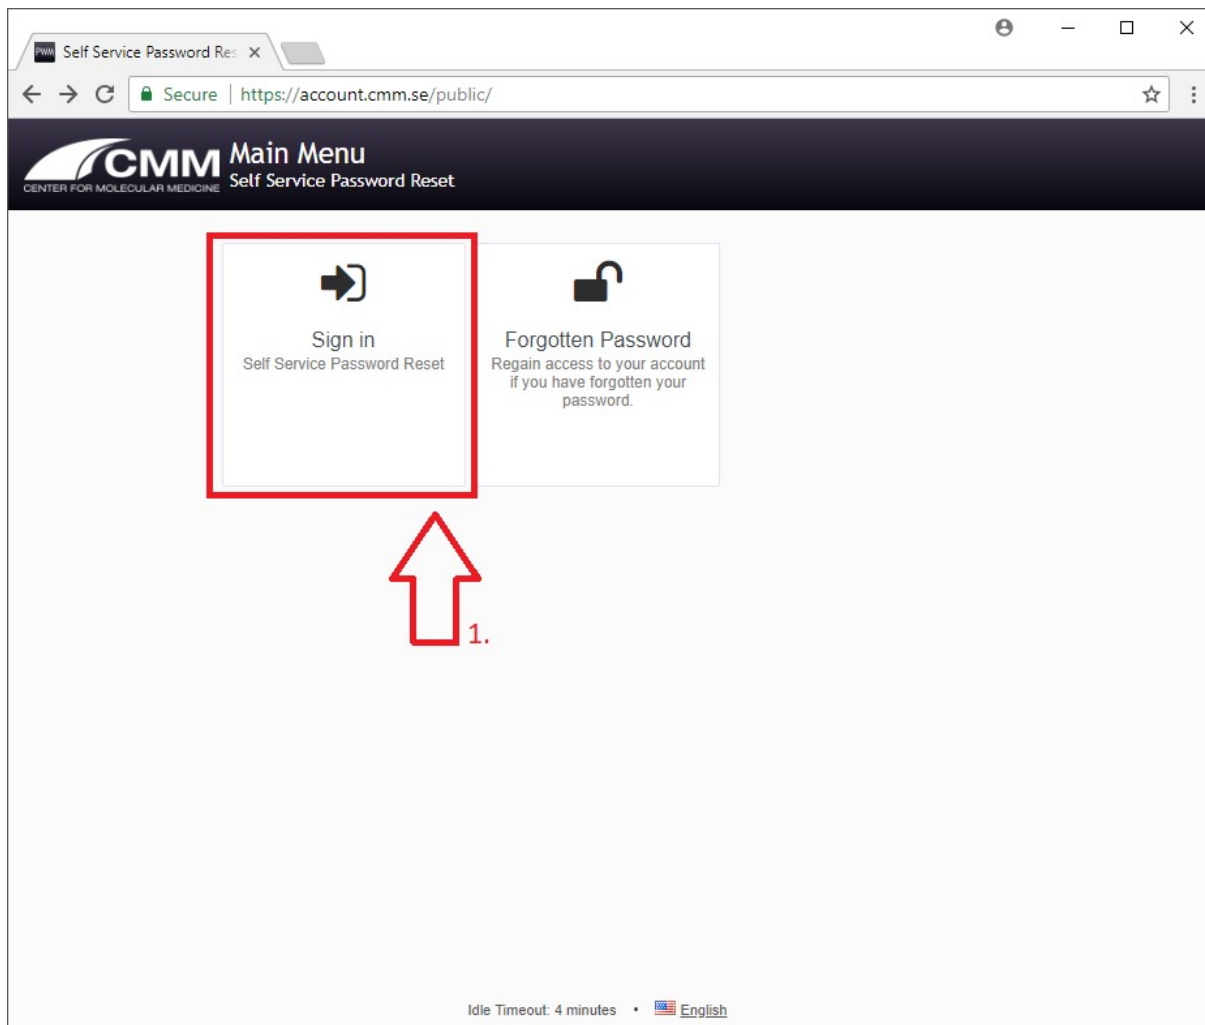 PWM Self Service Password Res
Secure https://account.cmm.se/public/
CMM
CENTER FOR MOLECULAR MEDICINE
Main Menu
Self Service Password Reset
Sign in
Self Service Password Reset
Forgotten Password
Regain access to your account
if you have forgotten your
password.
1.
Idle Timeout: 4 minutes • English